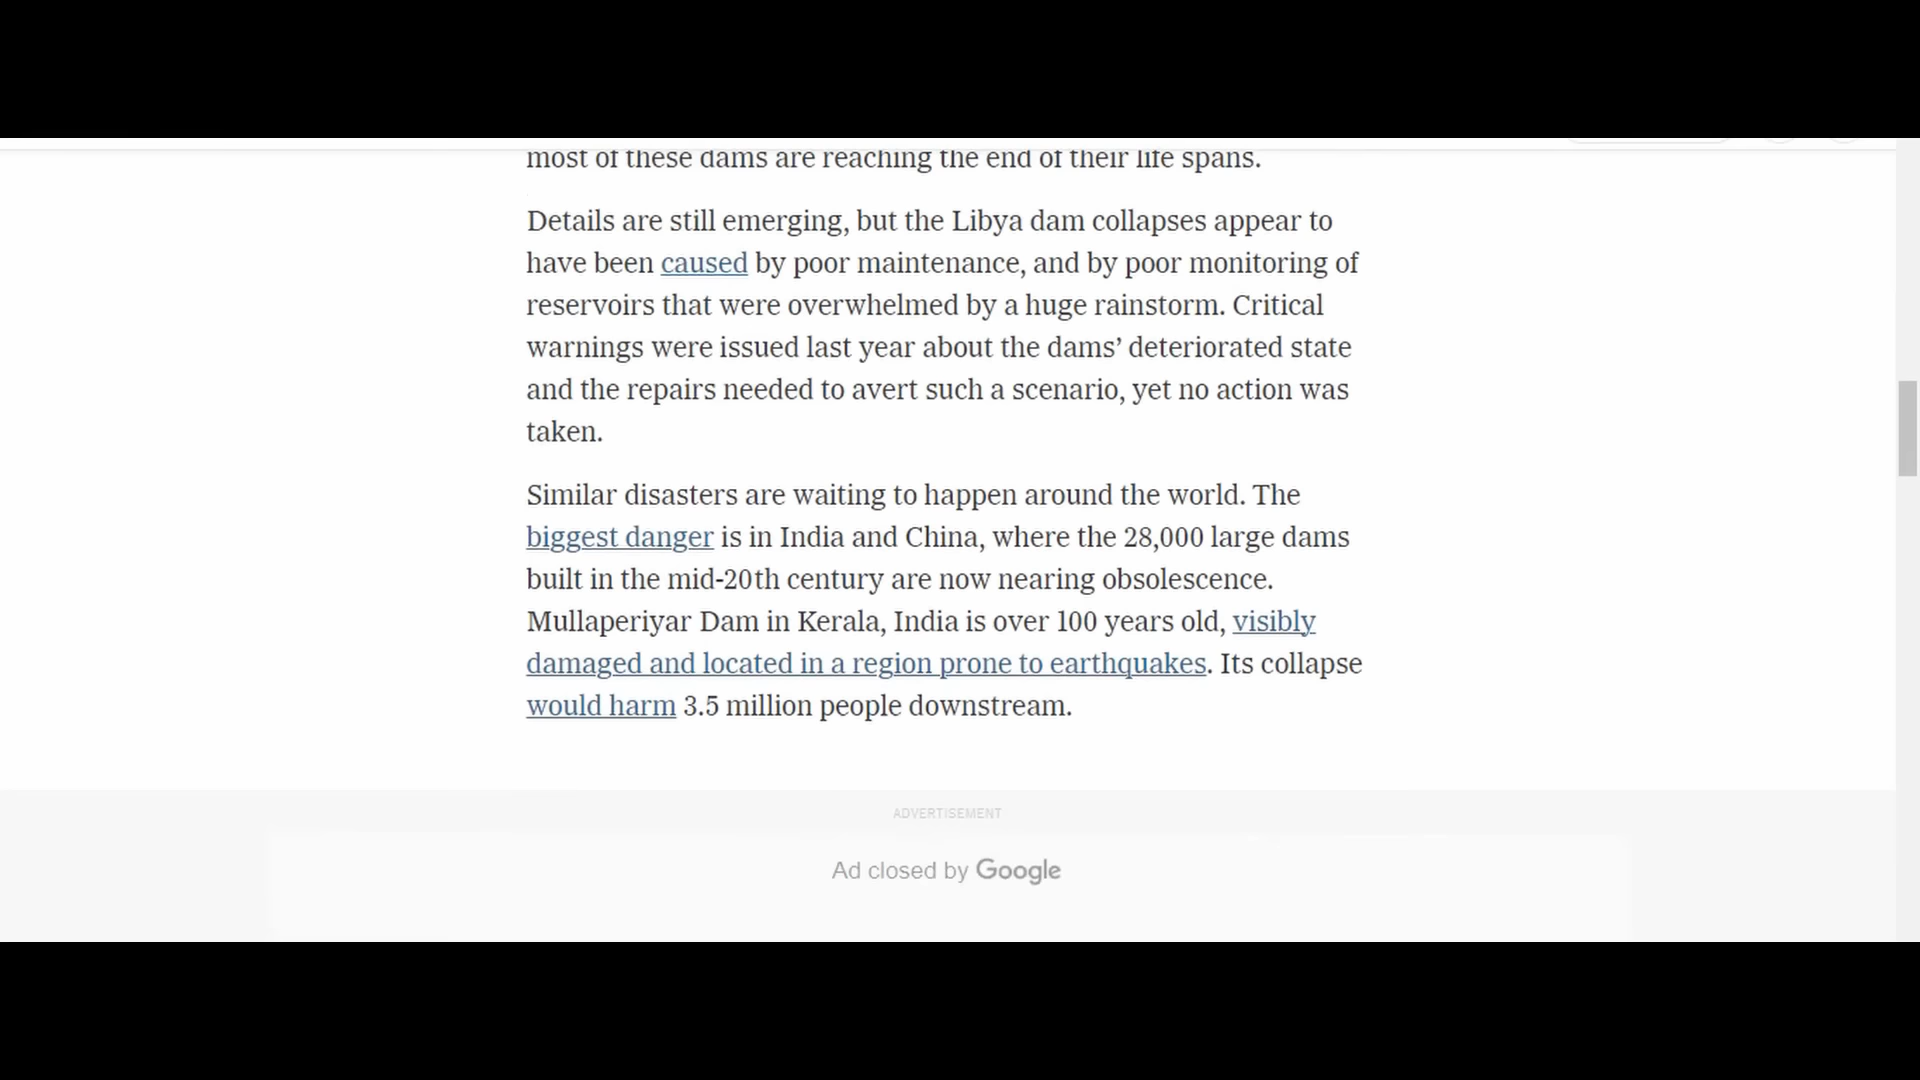 most of these dams are reaching the end of their life spans.
Details are still emerging, but the Libya dam collapses appear to
have been caused by poor maintenance, and by poor monitoring of
reservoirs that were overwhelmed by a huge rainstorm. Critical
warnings were issued last year about the dams’ deteriorated state
and the repairs needed to avert such a scenario, yet no action was
taken.
Similar disasters are waiting to happen around the world. The
biggest danger is in India and China, where the 28,000 large dams
built in the mid-20th century are now nearing obsolescence.
Mullaperiyar Dam in Kerala, India is over 100 years old, visibly
damaged and located in a region prone to earthquakes. Its collapse
would harm 3.5 million people downstream.
ADVERTISEMENT
Ad closed by Google